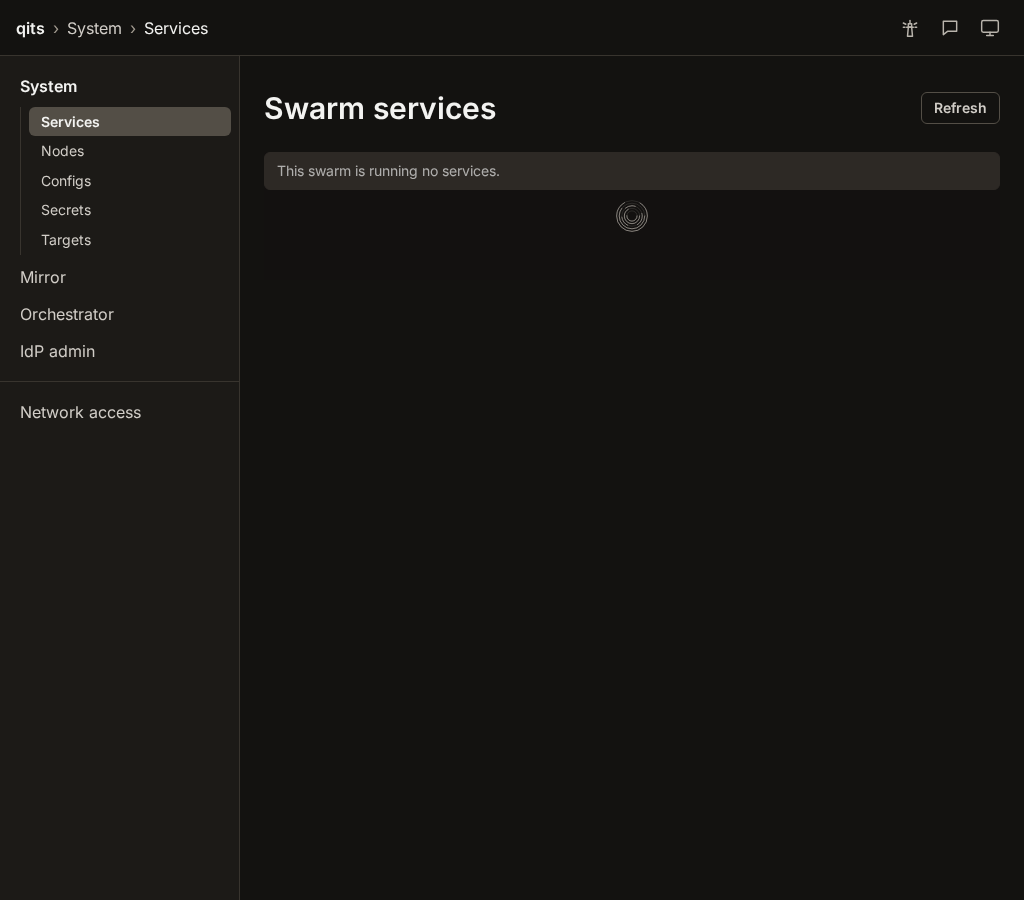 qits › System › Services
System
Services
Nodes
Configs
Secrets
Targets
Mirror
Orchestrator
IdP admin
Network access
Swarm services
Refresh
This swarm is running no services.